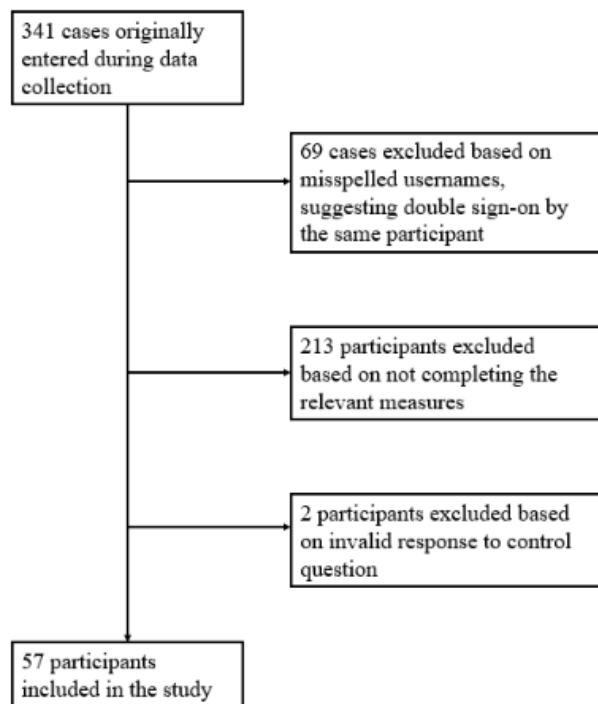 341 cases originally
entered during data
collection
69 cases excluded based on
misspelled usernames,
suggesting double sign-on by
the same participant
213 participants excluded
based on not completing the
relevant measures
2 participants excluded based
on invalid response to control
question
57 participants
included in the study